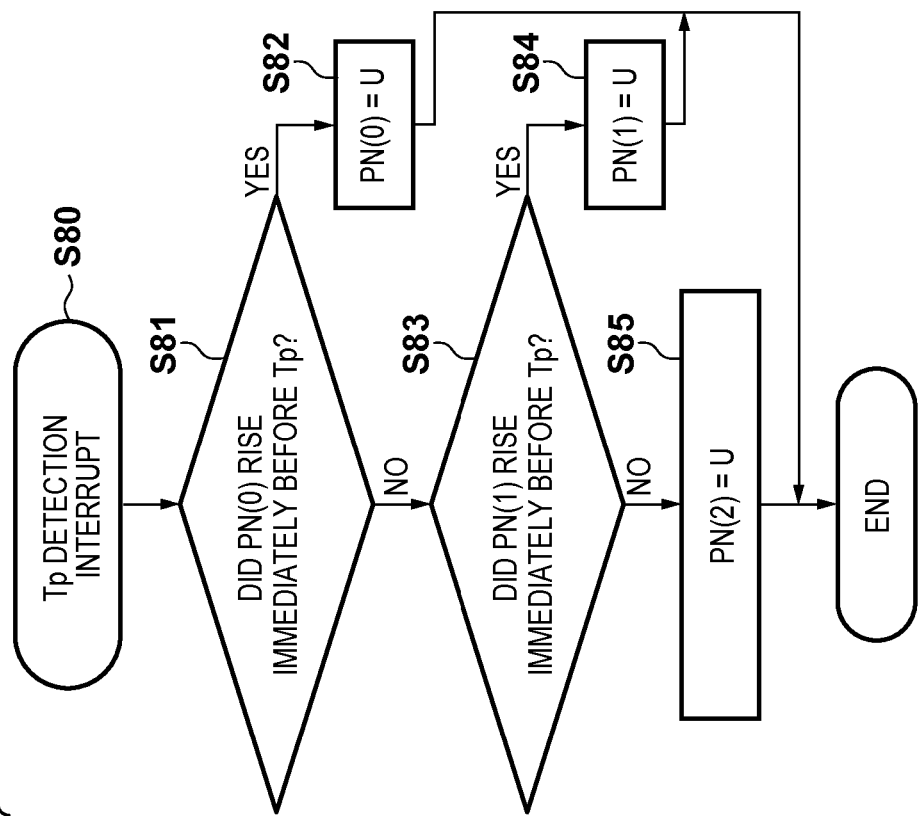 Tp DETECTION
INTERRUPT
S80
DID PN(0) RISE
IMMEDIATELY BEFORE Tp?
S81
YES
PN(0) = U
S82
NO
DID PN(1) RISE
IMMEDIATELY BEFORE Tp?
S83
YES
PN(1) = U
S84
NO
PN(2) = U
S85
END